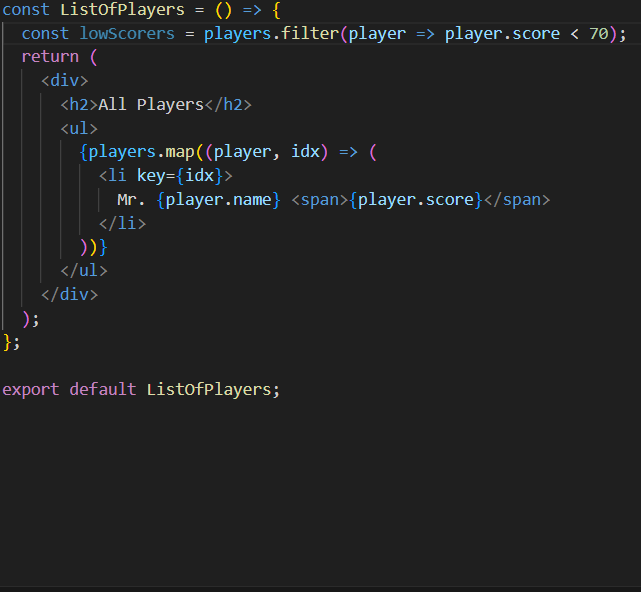 const ListOfPlayers = () => {
  const lowScorers = players.filter(player => player.score < 70);
  return (
    <div>
      <h2>All Players</h2>
      <ul>
        {players.map((player, idx) => (
          <li key={idx}>
            Mr. {player.name} <span>{player.score}</span>
          </li>
        ))}
      </ul>
    </div>
  );
};

export default ListOfPlayers;